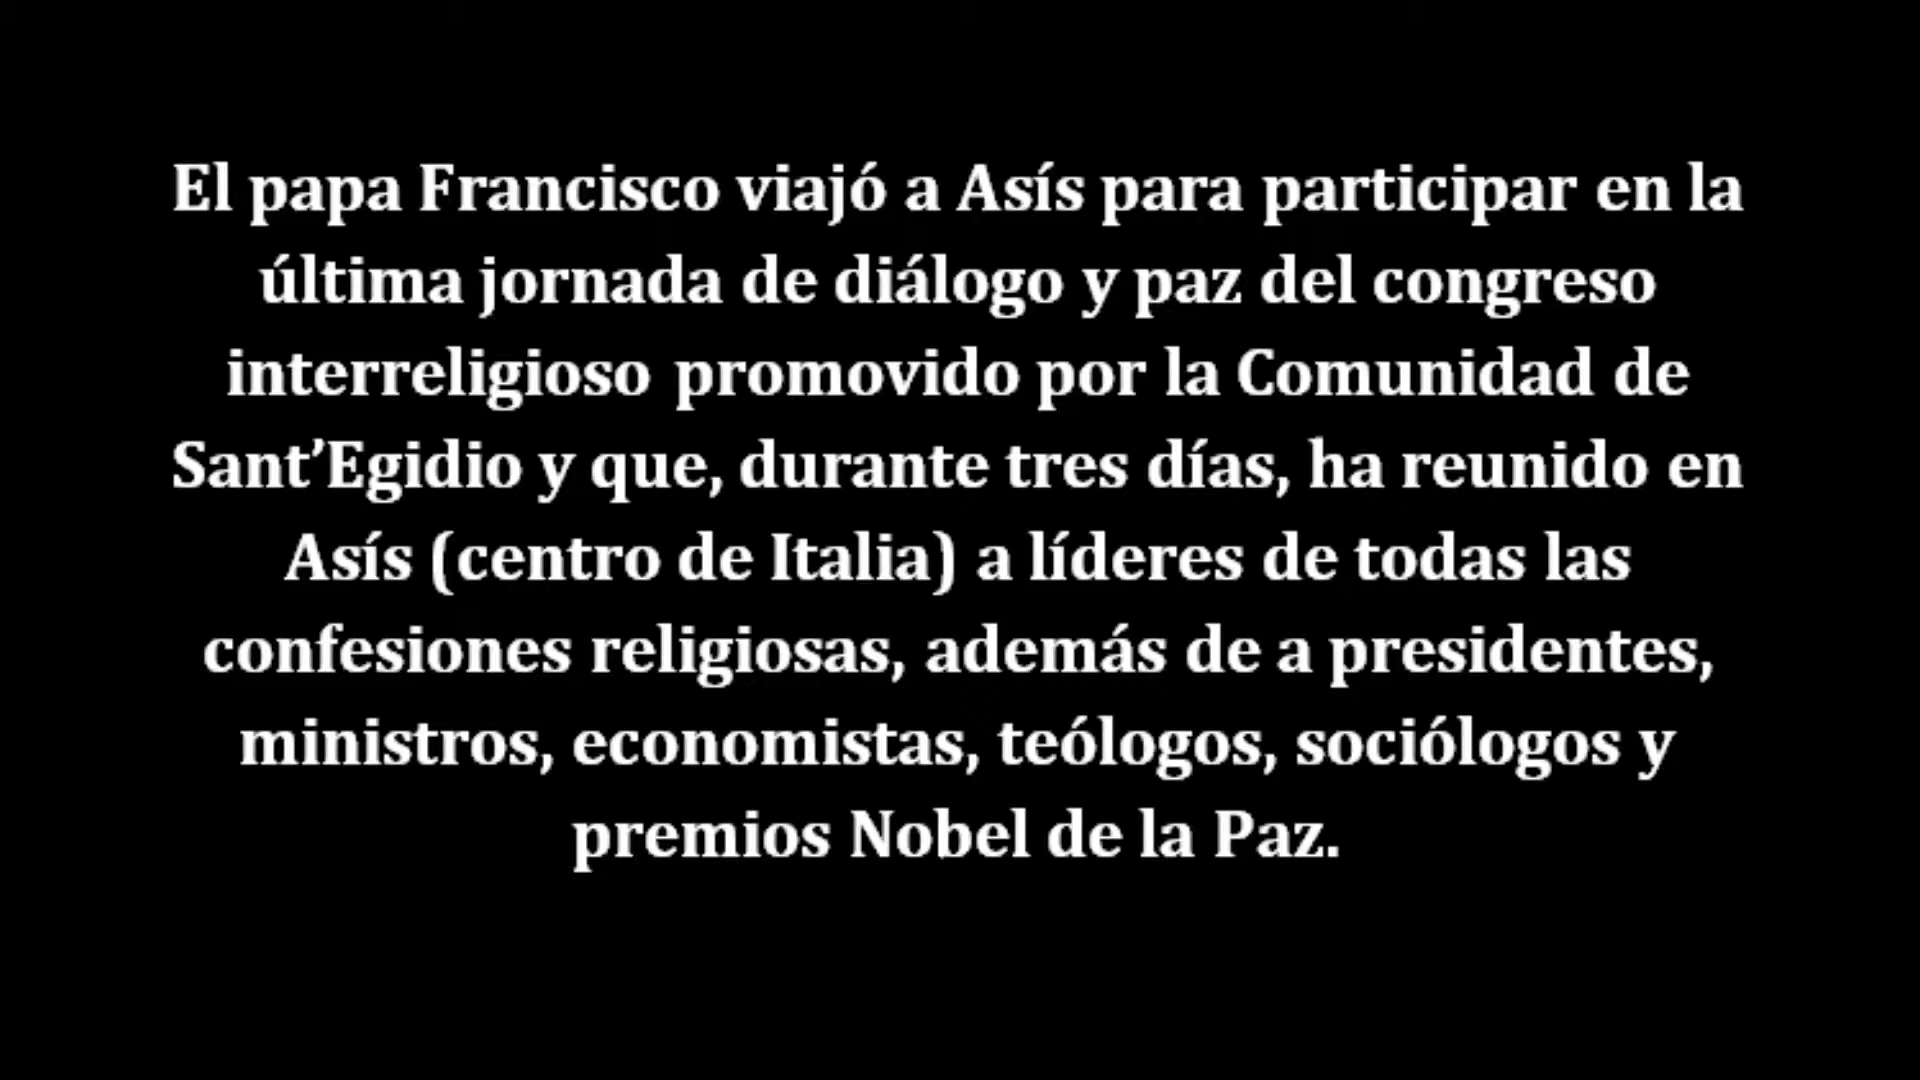 El papa Francisco viajó a Asís para participar en la
última jornada de diálogo y paz del congreso
interreligioso promovido por la Comunidad de
Sant’Egidio y que, durante tres días, ha reunido en
Asís (centro de Italia) a líderes de todas las
confesiones religiosas, además de a presidentes,
ministros, economistas, teólogos, sociólogos y
premios Nobel de la Paz.